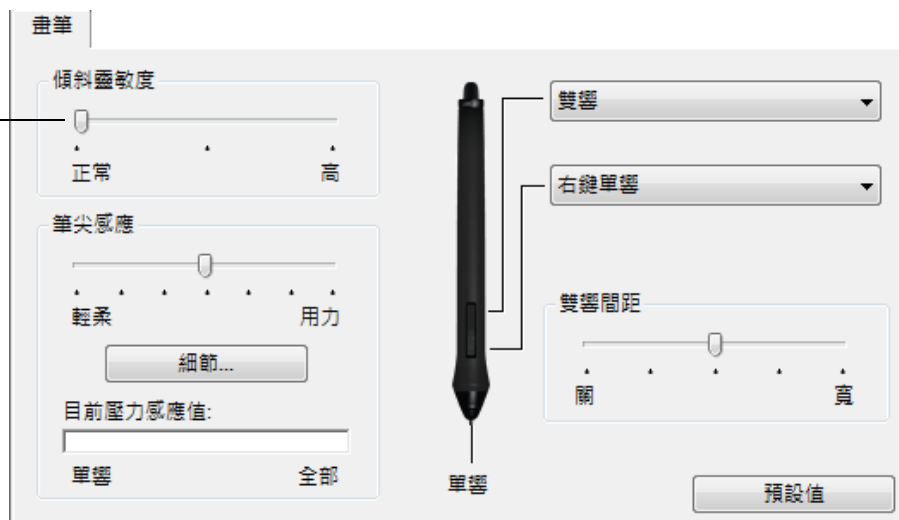 畫筆
傾斜靈敏度
正常 高
筆尖感應
輕柔 用力
細節...
目前壓力感應值:
單響 全部
雙響
右鍵單響
雙響間距
關 寬
單響
預設值